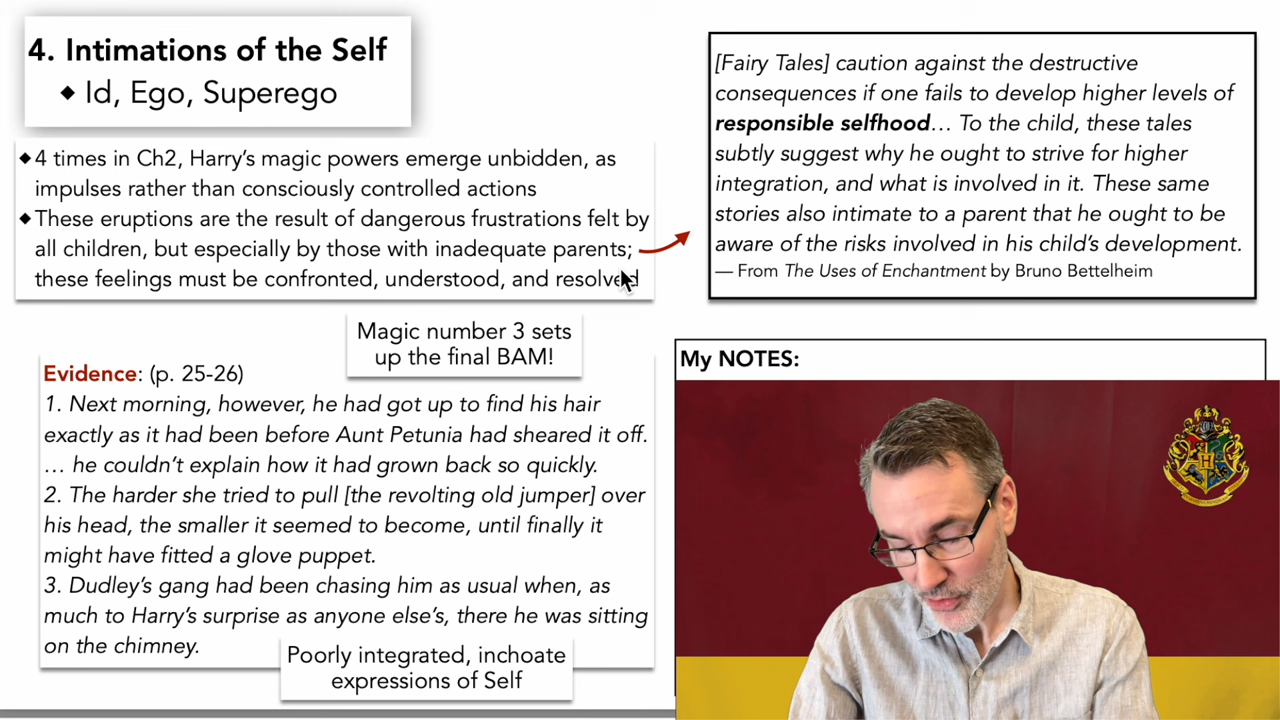 4. Intimations of the Self
◆ Id, Ego, Superego
◆4 times in Ch2, Harry’s magic powers emerge unbidden, as
impulses rather than consciously controlled actions
◆These eruptions are the result of dangerous frustrations felt by
all children, but especially by those with inadequate parents;
these feelings must be confronted, understood, and resolved
[Fairy Tales] caution against the destructive
consequences if one fails to develop higher levels of
responsible selfhood… To the child, these tales
subtly suggest why he ought to strive for higher
integration, and what is involved in it. These same
stories also intimate to a parent that he ought to be
aware of the risks involved in his child’s development.
— From The Uses of Enchantment by Bruno Bettelheim
Magic number 3 sets
up the final BAM!
Evidence: (p. 25-26)
1. Next morning, however, he had got up to find his hair
exactly as it had been before Aunt Petunia had sheared it off.
… he couldn’t explain how it had grown back so quickly.
2. The harder she tried to pull [the revolting old jumper] over
his head, the smaller it seemed to become, until finally it
might have fitted a glove puppet.
3. Dudley’s gang had been chasing him as usual when, as
much to Harry’s surprise as anyone else’s, there he was sitting
on the chimney.
Poorly integrated, inchoate
expressions of Self
My NOTES:
H